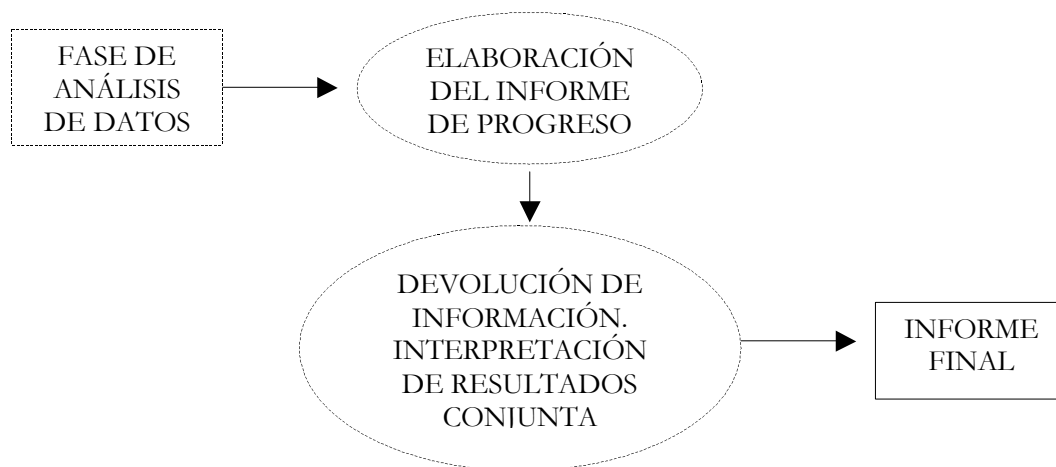 FASE DE
ANÁLISIS
DE DATOS
ELABORACIÓN
DEL INFORME
DE PROGRESO
DEVOLUCIÓN DE
INFORMACIÓN.
INTERPRETACIÓN
DE RESULTADOS
CONJUNTA
INFORME
FINAL